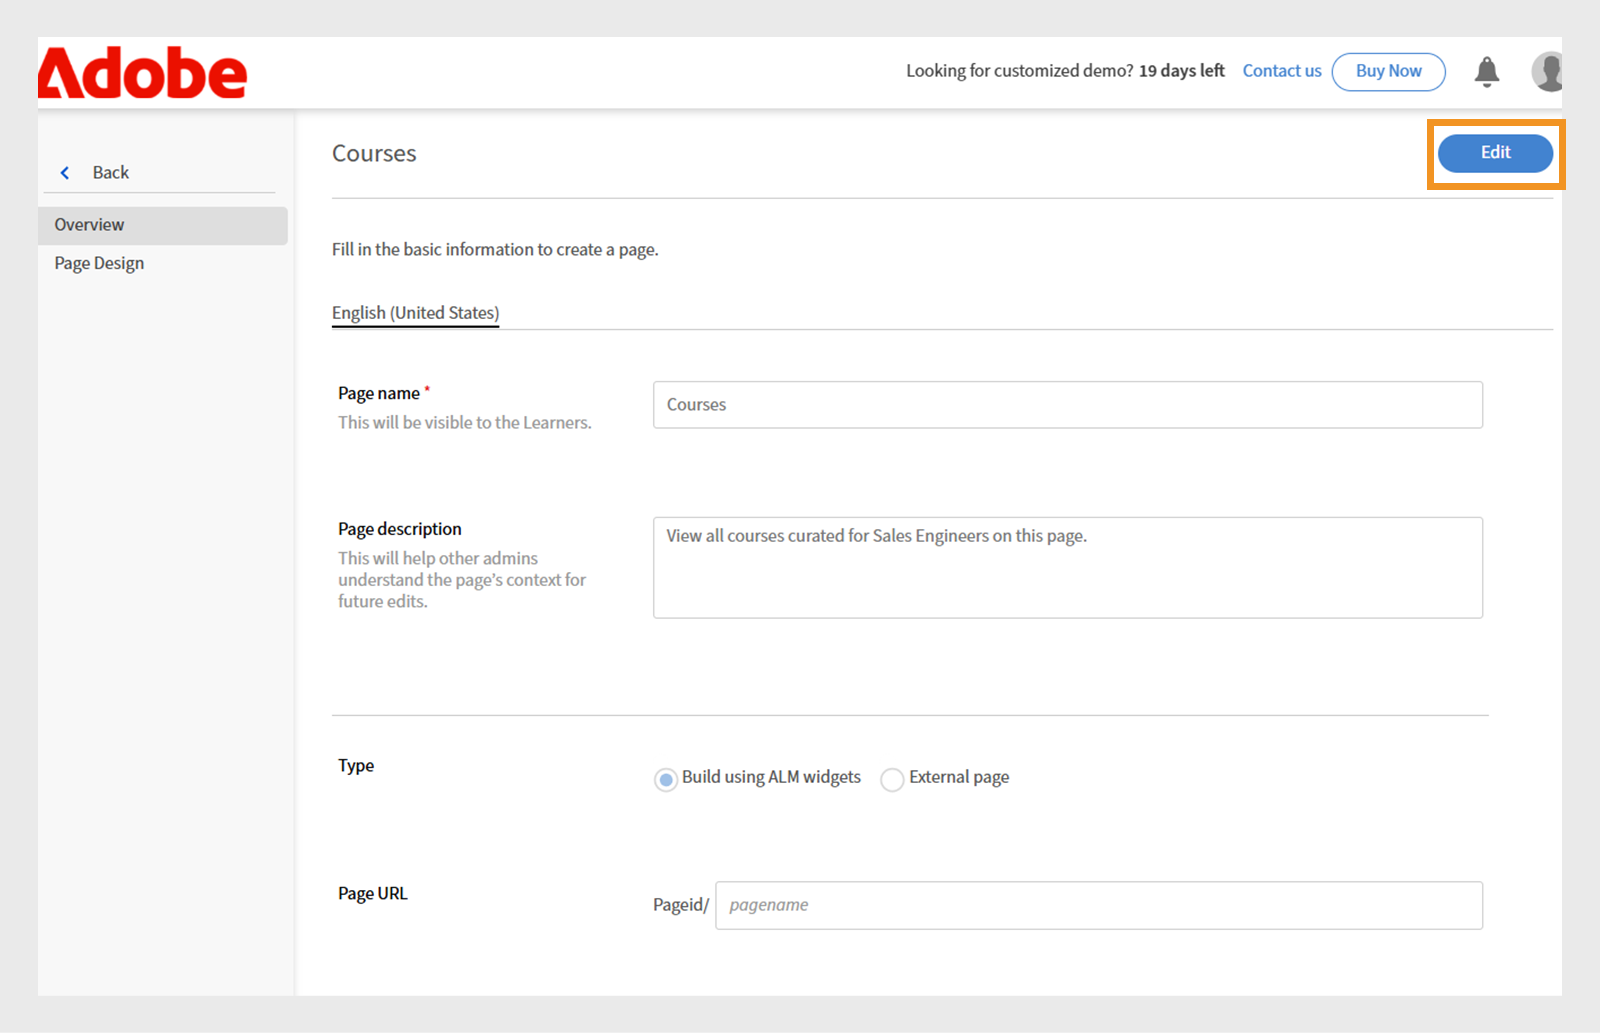 Adobe
Looking for customized demo? 19 days left Contact us Buy Now
Back
Overview
Page Design
Courses
Edit
Fill in the basic information to create a page.
English (United States)
Page name *
This will be visible to the Learners.
Courses
Page description
This will help other admins
understand the page's context for
future edits.
View all courses curated for Sales Engineers on this page.
Type
Build using ALM widgets External page
Page URL
Pageid/ pagename